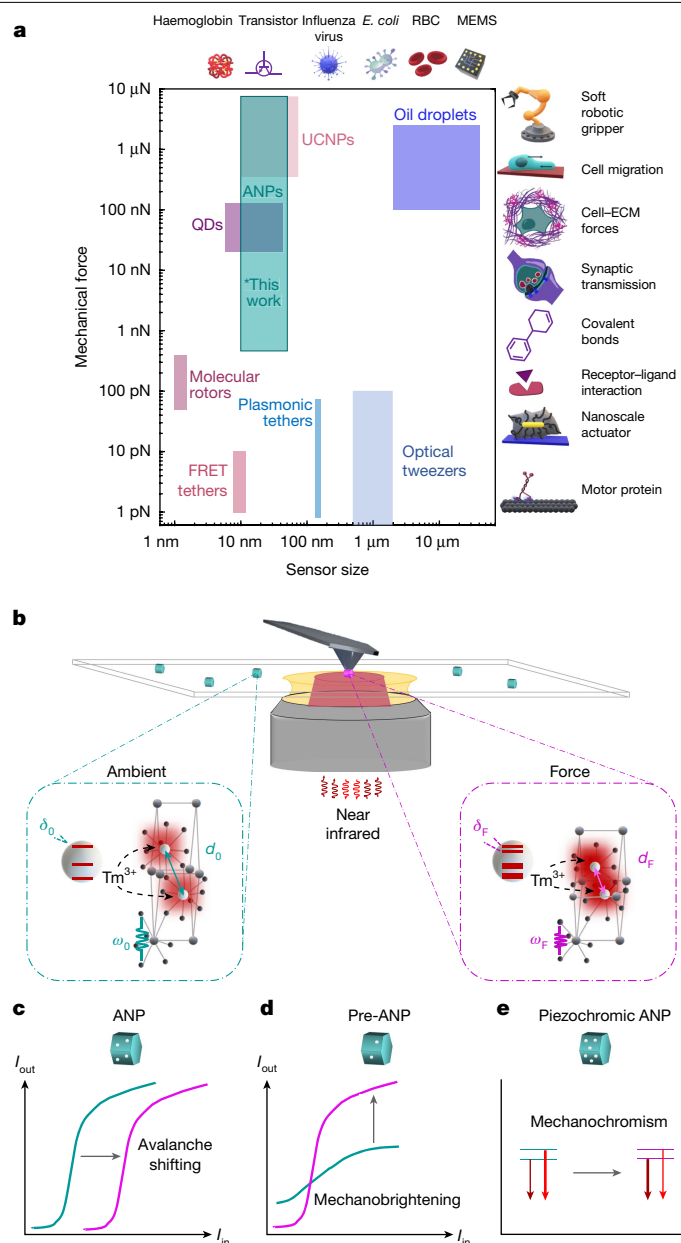 a
Haemoglobin Transistor Influenza virus E. coli RBC MEMS
10 μN
1 μN
100 nN
10 nN
1 nN
100 pN
10 pN
1 pN
Mechanical force
UCNPs
Oil droplets
ANPs
QDs
*This
work
Molecular
rotors
Plasmonic
tethers
FRET
tethers
Optical
tweezers
1 nm 10 nm 100 nm 1 μm 10 μm
Sensor size
Soft
robotic
gripper
Cell migration
Cell–ECM
forces
Synaptic
transmission
Covalent
bonds
Receptor–ligand
interaction
Nanoscale
actuator
Motor protein
b
Ambient
δ0
d0
Tm3+
ω0
Near
infrared
Force
δF
dF
Tm3+
ωF
c
ANP
Iout
Avalanche
shifting
Iin
d
Pre-ANP
Iout
Mechanobrightening
Iin
e
Piezochromic ANP
Mechanochromism